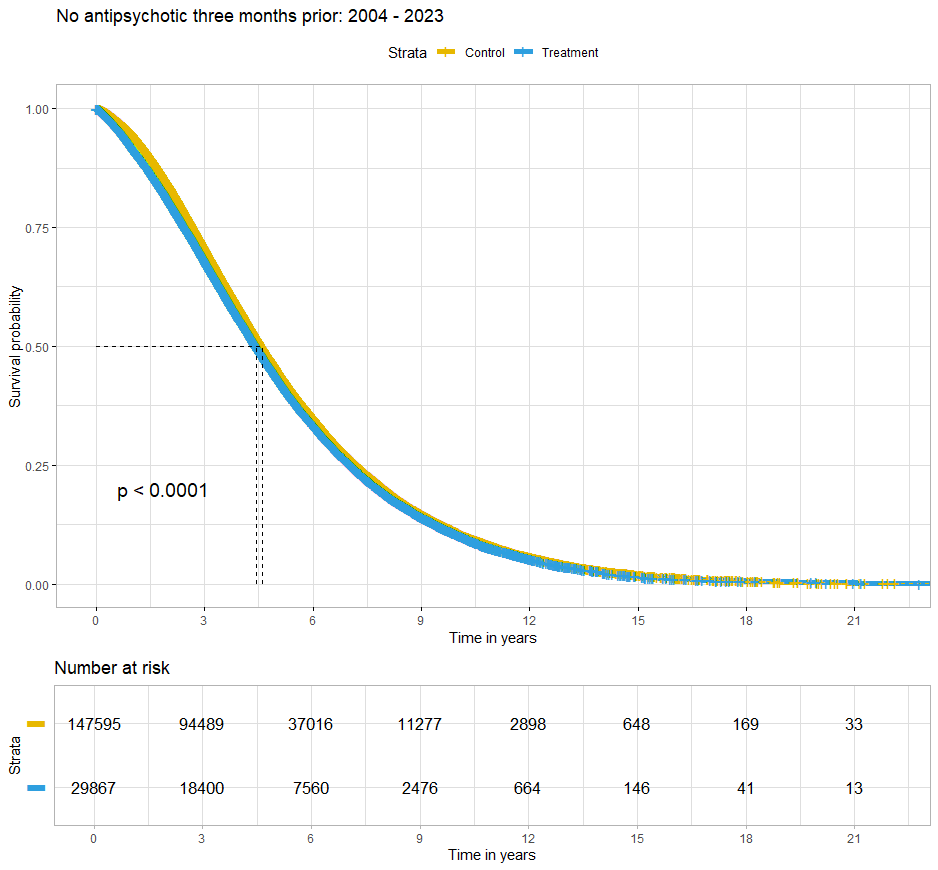 No antipsychotic three months prior: 2004 - 2023
Strata Control Treatment
1.00
0.75
0.50
0.25
0.00
Survival probability
p < 0.0001
0 3 6 9 12 15 18 21
Time in years
Number at risk
Strata
147595 94489 37016 11277 2898 648 169 33
29867 18400 7560 2476 664 146 41 13
0 3 6 9 12 15 18 21
Time in years